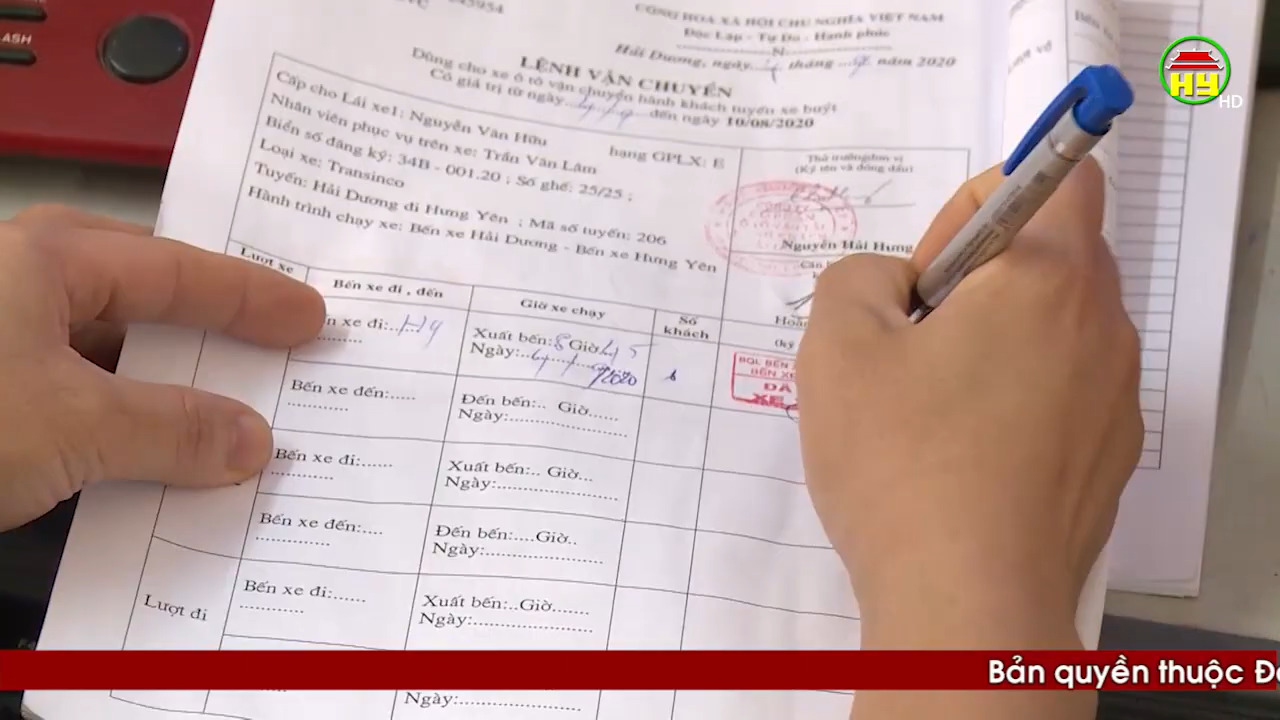 CỘNG HÒA XÃ HỘI CHỦ NGHĨA VIỆT NAM
Độc Lập - Tự Do - Hạnh phúc
Hải Dương, ngày tháng năm 2020
LỆNH VẬN CHUYỂN
Dùng cho xe ô tô vận chuyển hành khách tuyến xe buýt
Có giá trị từ ngày đến ngày 10/08/2020
Cấp cho Lái xe1: Nguyễn Văn Hữu hạng GPLX: E
Nhân viên phục vụ trên xe: Trần Văn Lâm
Biển số đăng ký: 34B - 001.20 ; Số ghế: 25/25 ;
Loại xe: Transinco
Tuyến: Hải Dương đi Hưng Yên ; Mã số tuyến: 206
Hành trình chạy xe: Bến xe Hải Dương - Bến xe Hưng Yên
Thủ trưởng đơn vị
(Ký tên và đóng dấu)
Nguyễn Hải Hưng
Lượt xe
Bến xe đi , đến
Giờ xe chạy
Số khách
xe đi:..HY
Xuất bến: 8 Giờ 45
Ngày: 2020
BẾN XE
ĐÃ
XE
Bến xe đến:.....
Đến bến:.. Giờ......
Ngày:..............................
Bến xe đi:......
Xuất bến:.. Giờ....
Ngày:..............................
Bến xe đến:....
Đến bến:....Giờ..
Ngày:.........................
Lượt đi
Bến xe đi:......
Xuất bến:..Giờ.......
Ngày:.........................
Ngày:.........................
HY
HD
Bản quyền thuộc